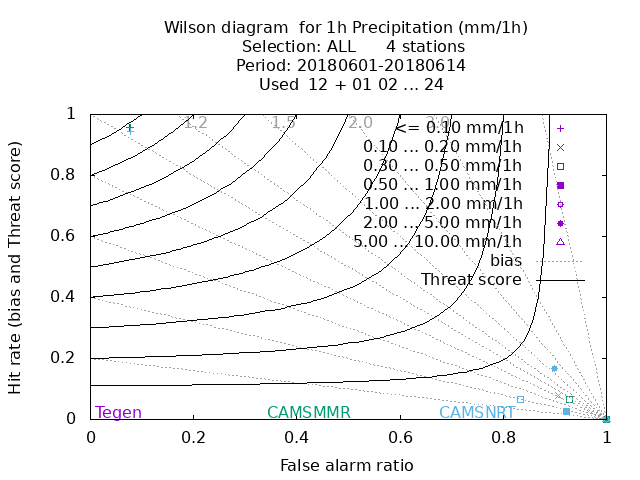 Wilson diagram  for 1h Precipitation (mm/1h)
Selection: ALL      4 stations
Period: 20180601-20180614
Used  12 + 01 02 ... 24
Hit rate (bias and Threat score)
1
0.8
0.6
0.4
0.2
0
1.2
1.5
2.0
<= 0.10 mm/1h
0.10 ... 0.20 mm/1h
0.30 ... 0.50 mm/1h
0.50 ... 1.00 mm/1h
1.00 ... 2.00 mm/1h
2.00 ... 5.00 mm/1h
5.00 ... 10.00 mm/1h
bias
Threat score
Tegen
CAMSMMR
CAMSNRT
0
0.2
0.4
0.6
0.8
1
False alarm ratio